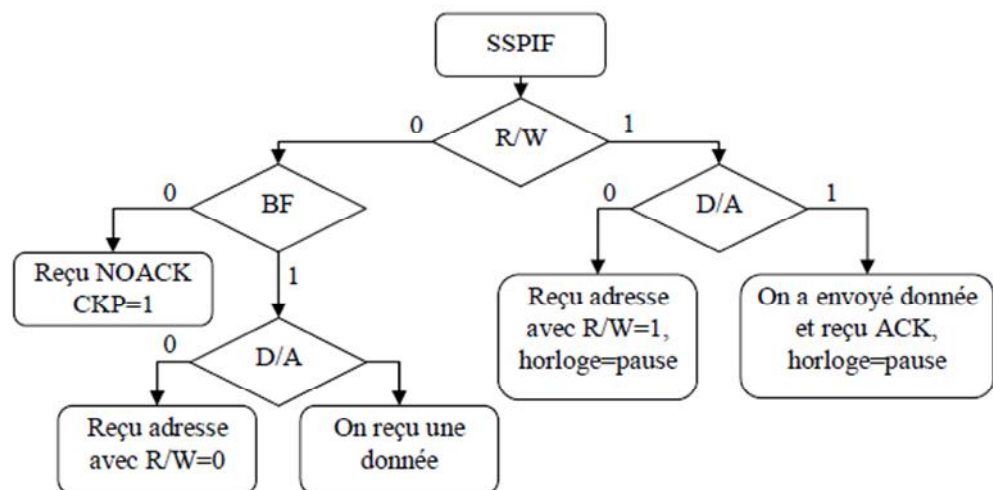 SSPIF
0
R/W
1
0
BF
0
D/A
1
Reçu NOACK
CKP=1
1
Reçu adresse
avec R/W=1,
horloge=pause
On a envoyé donnée
et reçu ACK,
horloge=pause
0
D/A
Reçu adresse
avec R/W=0
On reçu une
donnée